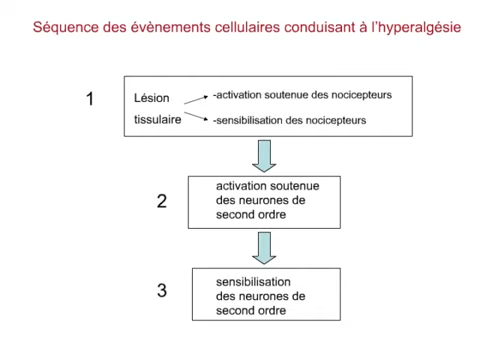 Séquence des évènements cellulaires conduisant à l'hyperalgésie
1
Lésion
tissulaire
-activation soutenue des nocicepteurs
-sensibilisation des nocicepteurs
2
activation soutenue
des neurones de
second ordre
3
sensibilisation
des neurones de
second ordre